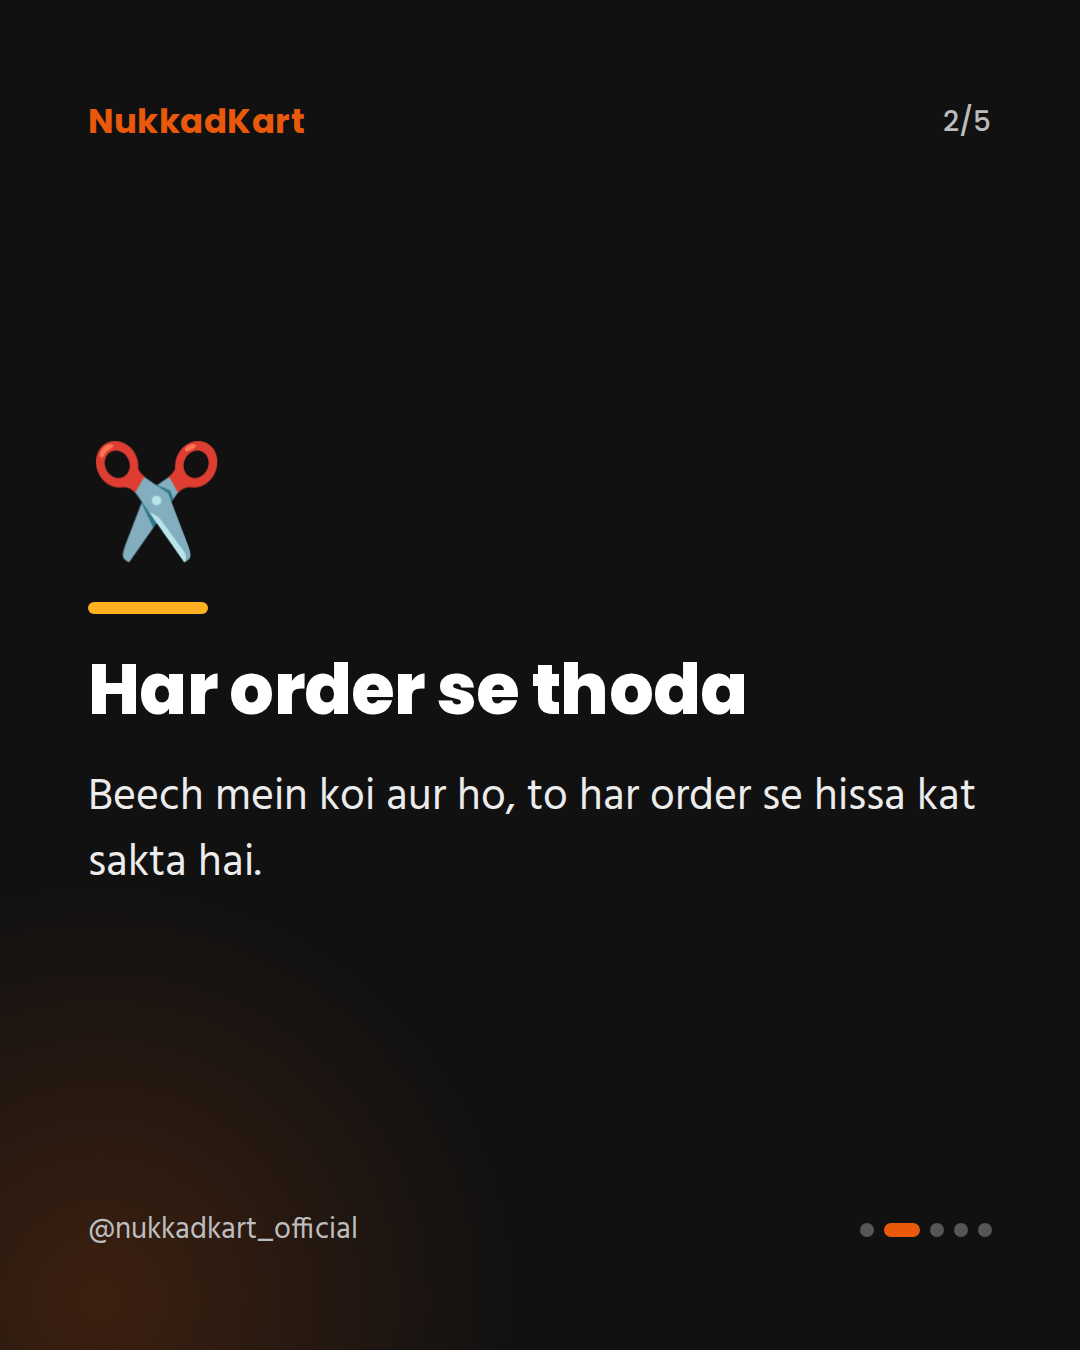 NukkadKart
2/5
Har order se thoda
Beech mein koi aur ho, to har order se hissa kat
sakta hai.
@nukkadkart_official